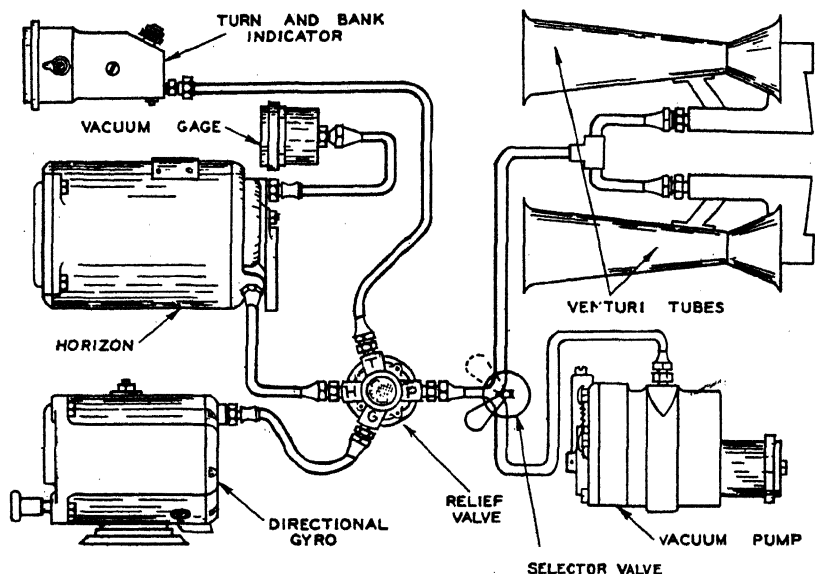 TURN AND BANK
INDICATOR
VACUUM GAGE
HORIZON
VENTURI TUBES
T
H
P
G
RELIEF
VALVE
DIRECTIONAL
GYRO
VACUUM PUMP
SELECTOR VALVE